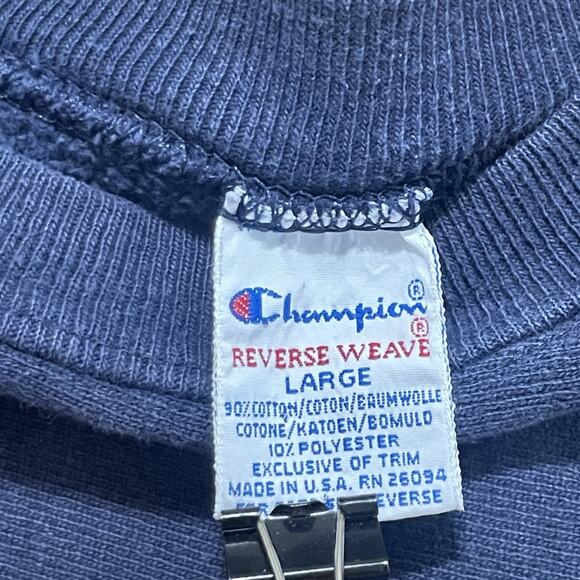 Champion®
REVERSE WEAVE®
LARGE
90% COTTON/COTON/BAUMWOLLE
COTONE/KATOEN/BOMULD
10% POLYESTER
EXCLUSIVE OF TRIM
MADE IN U.S.A. RN 26094
FOR REVERSE